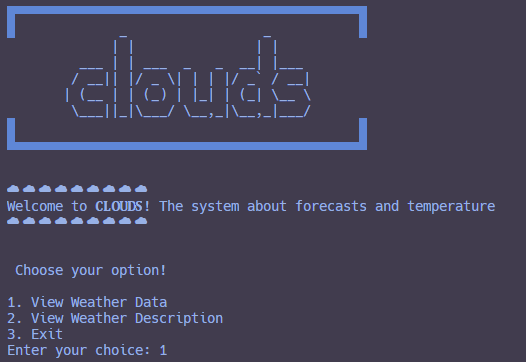 clouds
Welcome to CLOUDS! The system about forecasts and temperature
Choose your option!
1. View Weather Data
2. View Weather Description
3. Exit
Enter your choice: 1